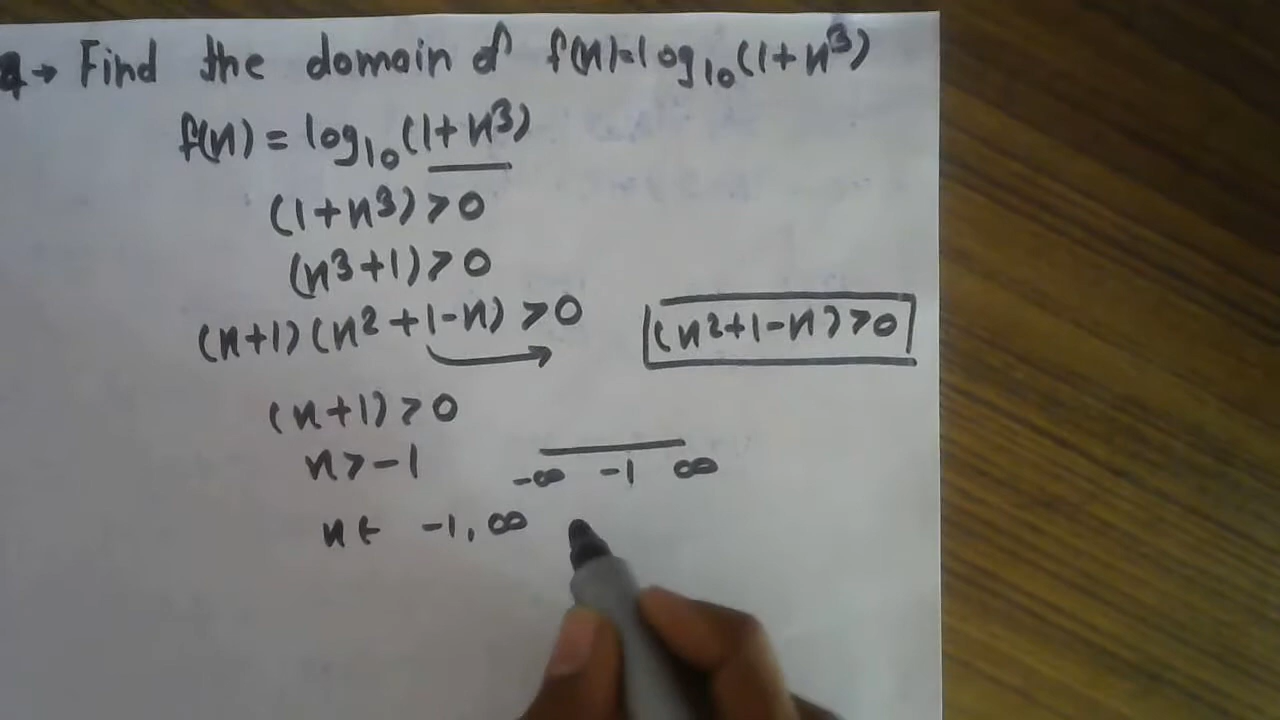 Q→ Find the domain of f(x)=log₁₀(1+x³)
f(x) = log₁₀(1+x³)
(1+x³)>0
(x³+1)>0
(x+1)(x²+1-x)>0
(x²+1-x)>0
(x+1)>0
x>-1
-∞ -1 ∞
x∈ -1,∞